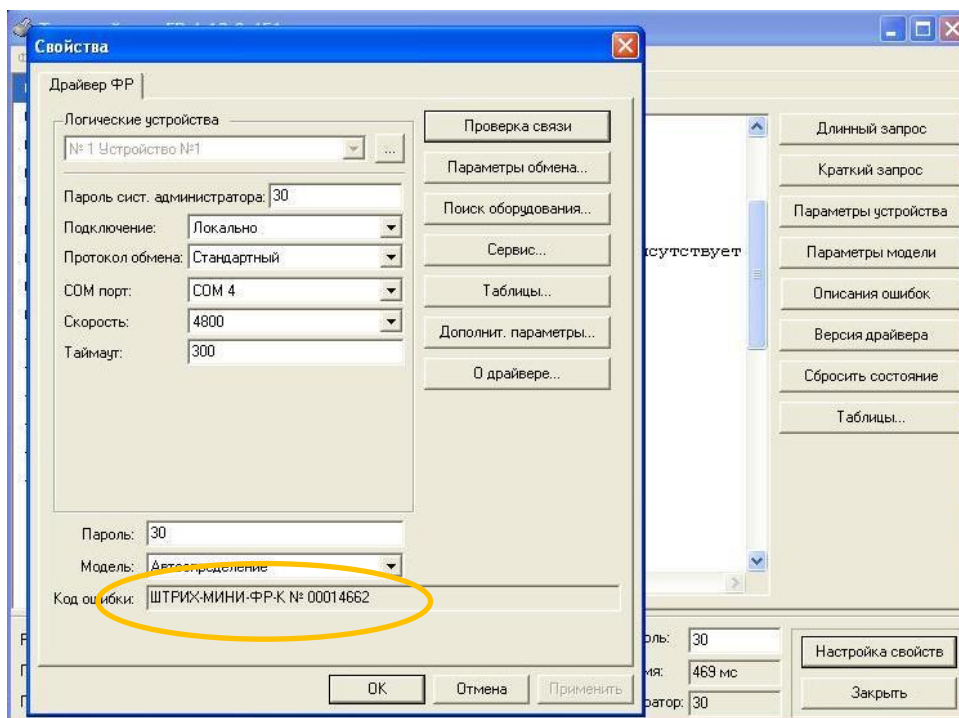 Свойства
Драйвер ФР
Логические устройства
№ 1 Устройство №1
...
Пароль сист. администратора: 30
Подключение: Локально
Протокол обмена: Стандартный
COM порт: COM 4
Скорость: 4800
Таймаут: 300
Проверка связи
Параметры обмена...
Поиск оборудования...
Сервис...
Таблицы...
Дополнит. параметры...
О драйвере...
Пароль: 30
Модель: Автоопределение
Код ошибки: ШТРИХ-МИНИ-ФР-К № 00014662
OK
Отмена
Применить
Длинный запрос
Краткий запрос
Параметры устройства
Параметры модели
Описания ошибок
Версия драйвера
Сбросить состояние
Таблицы...
сутствует
оль: 30
мя: 469 мс
ратор: 30
Настройка свойств
Закрыть